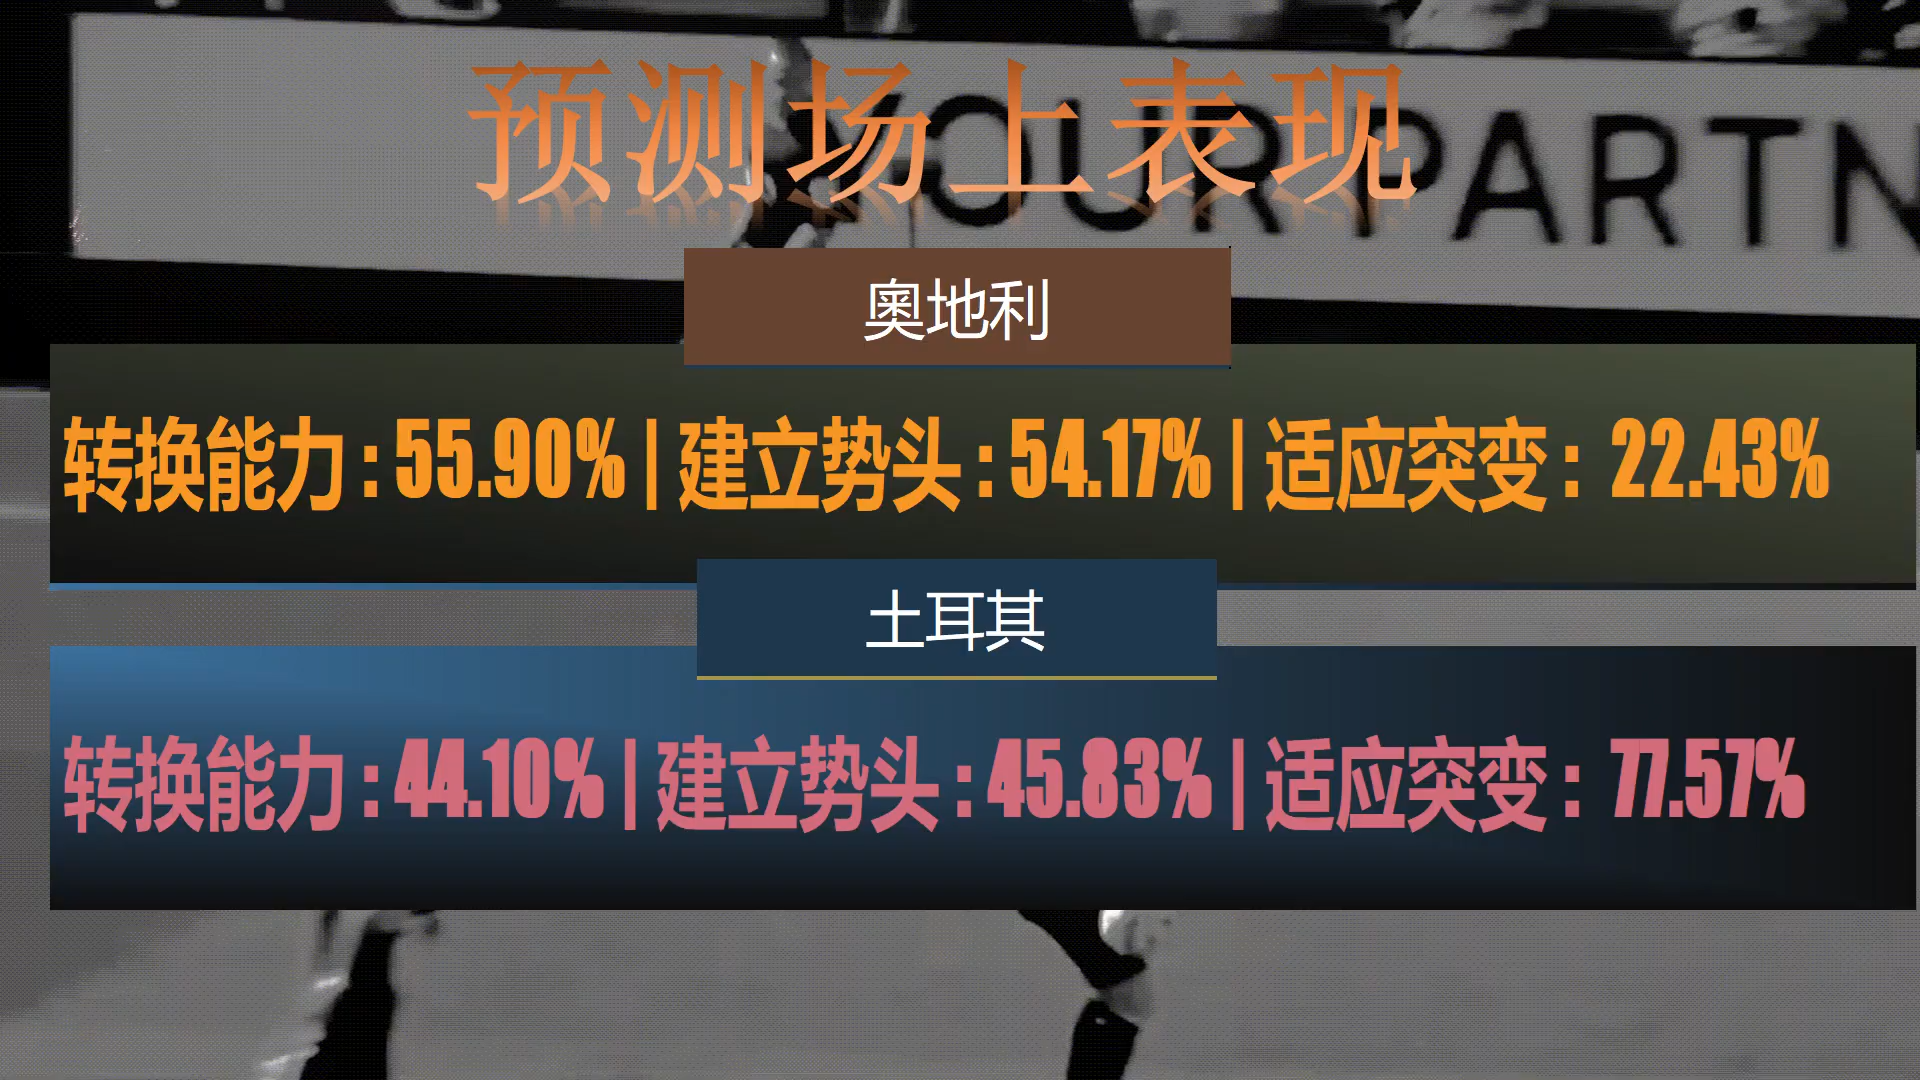 预测场上表现
YOUR PARTN
奥地利
转换能力 : 55.90% | 建立势头 : 54.17% | 适应突变 : 22.43%
土耳其
转换能力 : 44.10% | 建立势头 : 45.83% | 适应突变 : 77.57%